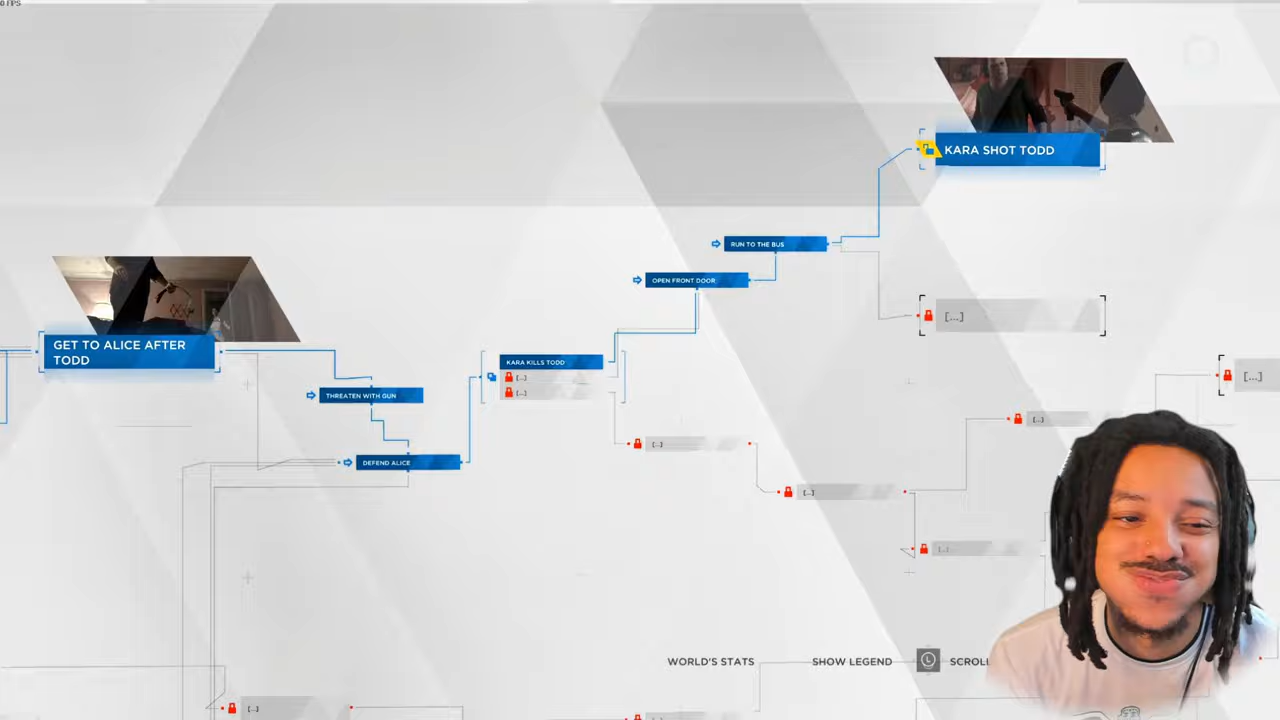 0 FPS
KARA SHOT TODD
RUN TO THE BUS
OPEN FRONT DOOR
[...]
GET TO ALICE AFTER
TODD
KARA KILLS TODD
[...]
[...]
[...]
THREATEN WITH GUN
[...]
[...]
DEFEND ALICE
[...]
[...]
WORLD'S STATS
SHOW LEGEND
L
SCROLL
[...]